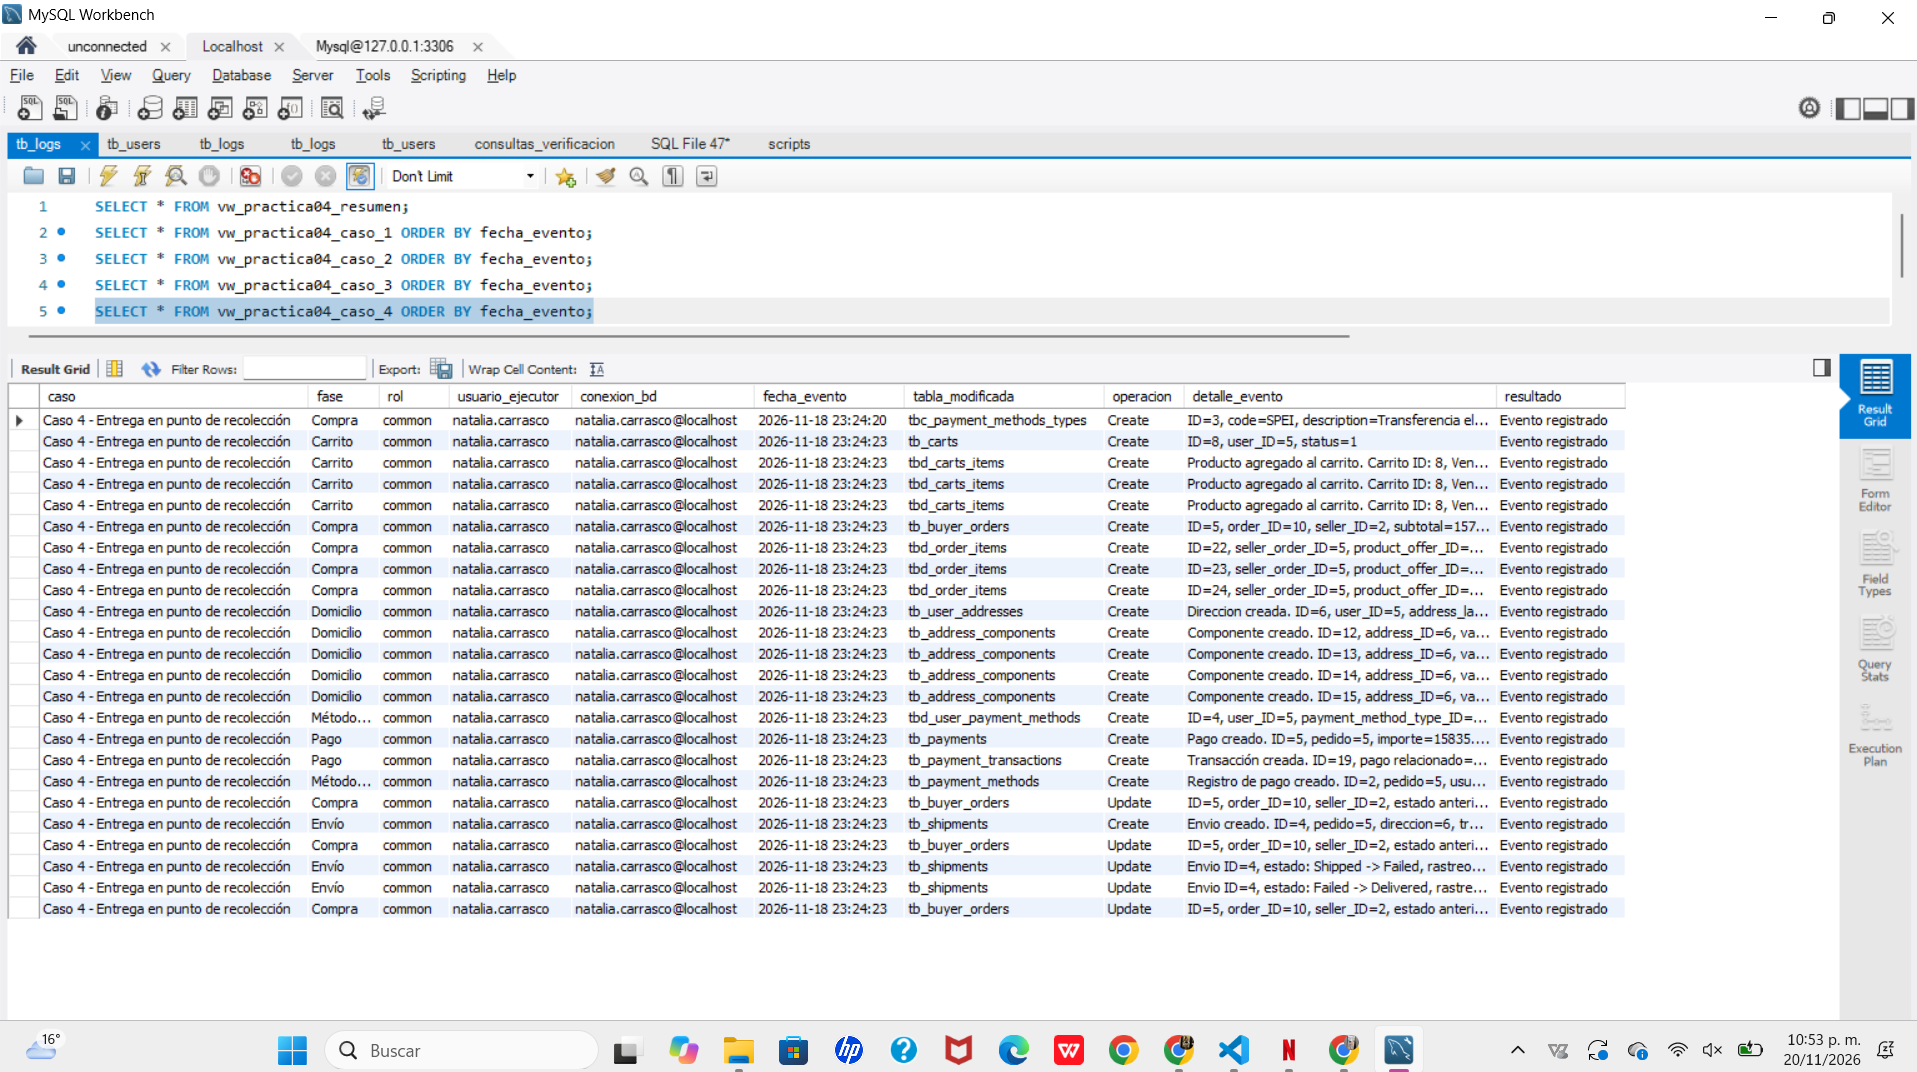 MySQL Workbench
unconnected Localhost Mysql@127.0.0.1:3306
File Edit View Query Database Server Tools Scripting Help
tb_logs tb_users tb_logs tb_logs tb_users consultas_verificacion SQL File 47* scripts
Don't Limit
1 SELECT * FROM vw_practica04_resumen;
2 SELECT * FROM vw_practica04_caso_1 ORDER BY fecha_evento;
3 SELECT * FROM vw_practica04_caso_2 ORDER BY fecha_evento;
4 SELECT * FROM vw_practica04_caso_3 ORDER BY fecha_evento;
5 SELECT * FROM vw_practica04_caso_4 ORDER BY fecha_evento;
Result Grid Filter Rows: Export: Wrap Cell Content:
caso fase rol usuario_ejecutor conexion_bd fecha_evento tabla_modificada operacion detalle_evento resultado
Caso 4 - Entrega en punto de recolección Compra common natalia.carrasco natalia.carrasco@localhost 2026-11-18 23:24:20 tbc_payment_methods_types Create ID=3, code=SPEI, description=Transferencia el... Evento registrado
Caso 4 - Entrega en punto de recolección Carrito common natalia.carrasco natalia.carrasco@localhost 2026-11-18 23:24:23 tb_carts Create ID=8, user_ID=5, status=1 Evento registrado
Caso 4 - Entrega en punto de recolección Carrito common natalia.carrasco natalia.carrasco@localhost 2026-11-18 23:24:23 tbd_carts_items Create Producto agregado al carrito. Carrito ID: 8, Ven... Evento registrado
Caso 4 - Entrega en punto de recolección Carrito common natalia.carrasco natalia.carrasco@localhost 2026-11-18 23:24:23 tbd_carts_items Create Producto agregado al carrito. Carrito ID: 8, Ven... Evento registrado
Caso 4 - Entrega en punto de recolección Carrito common natalia.carrasco natalia.carrasco@localhost 2026-11-18 23:24:23 tbd_carts_items Create Producto agregado al carrito. Carrito ID: 8, Ven... Evento registrado
Caso 4 - Entrega en punto de recolección Compra common natalia.carrasco natalia.carrasco@localhost 2026-11-18 23:24:23 tb_buyer_orders Create ID=5, order_ID=10, seller_ID=2, subtotal=157... Evento registrado
Caso 4 - Entrega en punto de recolección Compra common natalia.carrasco natalia.carrasco@localhost 2026-11-18 23:24:23 tbd_order_items Create ID=22, seller_order_ID=5, product_offer_ID=... Evento registrado
Caso 4 - Entrega en punto de recolección Compra common natalia.carrasco natalia.carrasco@localhost 2026-11-18 23:24:23 tbd_order_items Create ID=23, seller_order_ID=5, product_offer_ID=... Evento registrado
Caso 4 - Entrega en punto de recolección Compra common natalia.carrasco natalia.carrasco@localhost 2026-11-18 23:24:23 tbd_order_items Create ID=24, seller_order_ID=5, product_offer_ID=... Evento registrado
Caso 4 - Entrega en punto de recolección Domicilio common natalia.carrasco natalia.carrasco@localhost 2026-11-18 23:24:23 tb_user_addresses Create Direccion creada. ID=6, user_ID=5, address_la... Evento registrado
Caso 4 - Entrega en punto de recolección Domicilio common natalia.carrasco natalia.carrasco@localhost 2026-11-18 23:24:23 tb_address_components Create Componente creado. ID=12, address_ID=6, va... Evento registrado
Caso 4 - Entrega en punto de recolección Domicilio common natalia.carrasco natalia.carrasco@localhost 2026-11-18 23:24:23 tb_address_components Create Componente creado. ID=13, address_ID=6, va... Evento registrado
Caso 4 - Entrega en punto de recolección Domicilio common natalia.carrasco natalia.carrasco@localhost 2026-11-18 23:24:23 tb_address_components Create Componente creado. ID=14, address_ID=6, va... Evento registrado
Caso 4 - Entrega en punto de recolección Domicilio common natalia.carrasco natalia.carrasco@localhost 2026-11-18 23:24:23 tb_address_components Create Componente creado. ID=15, address_ID=6, va... Evento registrado
Caso 4 - Entrega en punto de recolección Método... common natalia.carrasco natalia.carrasco@localhost 2026-11-18 23:24:23 tbd_user_payment_methods Create ID=4, user_ID=5, payment_method_type_ID=... Evento registrado
Caso 4 - Entrega en punto de recolección Pago common natalia.carrasco natalia.carrasco@localhost 2026-11-18 23:24:23 tb_payments Create Pago creado. ID=5, pedido=5, importe=15835.... Evento registrado
Caso 4 - Entrega en punto de recolección Pago common natalia.carrasco natalia.carrasco@localhost 2026-11-18 23:24:23 tb_payment_transactions Create Transacción creada. ID=19, pago relacionado=... Evento registrado
Caso 4 - Entrega en punto de recolección Método... common natalia.carrasco natalia.carrasco@localhost 2026-11-18 23:24:23 tb_payment_methods Create Registro de pago creado. ID=2, pedido=5, usu... Evento registrado
Caso 4 - Entrega en punto de recolección Compra common natalia.carrasco natalia.carrasco@localhost 2026-11-18 23:24:23 tb_buyer_orders Update ID=5, order_ID=10, seller_ID=2, estado anteri... Evento registrado
Caso 4 - Entrega en punto de recolección Envío common natalia.carrasco natalia.carrasco@localhost 2026-11-18 23:24:23 tb_shipments Create Envio creado. ID=4, pedido=5, direccion=6, tr... Evento registrado
Caso 4 - Entrega en punto de recolección Compra common natalia.carrasco natalia.carrasco@localhost 2026-11-18 23:24:23 tb_buyer_orders Update ID=5, order_ID=10, seller_ID=2, estado anteri... Evento registrado
Caso 4 - Entrega en punto de recolección Envío common natalia.carrasco natalia.carrasco@localhost 2026-11-18 23:24:23 tb_shipments Update Envio ID=4, estado: Shipped -> Failed, rastreo... Evento registrado
Caso 4 - Entrega en punto de recolección Envío common natalia.carrasco natalia.carrasco@localhost 2026-11-18 23:24:23 tb_shipments Update Envio ID=4, estado: Failed -> Delivered, rastre... Evento registrado
Caso 4 - Entrega en punto de recolección Compra common natalia.carrasco natalia.carrasco@localhost 2026-11-18 23:24:23 tb_buyer_orders Update ID=5, order_ID=10, seller_ID=2, estado anteri... Evento registrado
Result
Grid
Form
Editor
Field
Types
Query
Stats
Execution
Plan
16°
Buscar
10:53 p. m.
20/11/2026